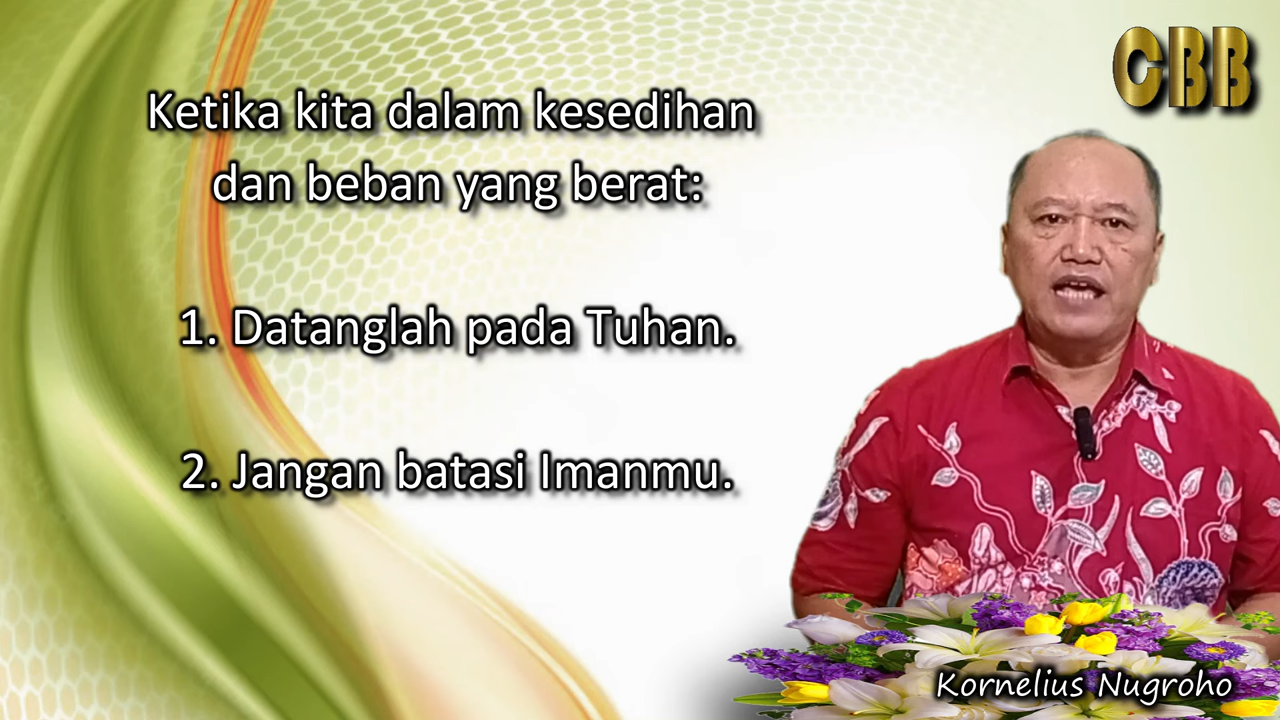 CBB
Ketika kita dalam kesedihan
dan beban yang berat:
1. Datanglah pada Tuhan.
2. Jangan batasi Imanmu.
Kornelius Nugroho